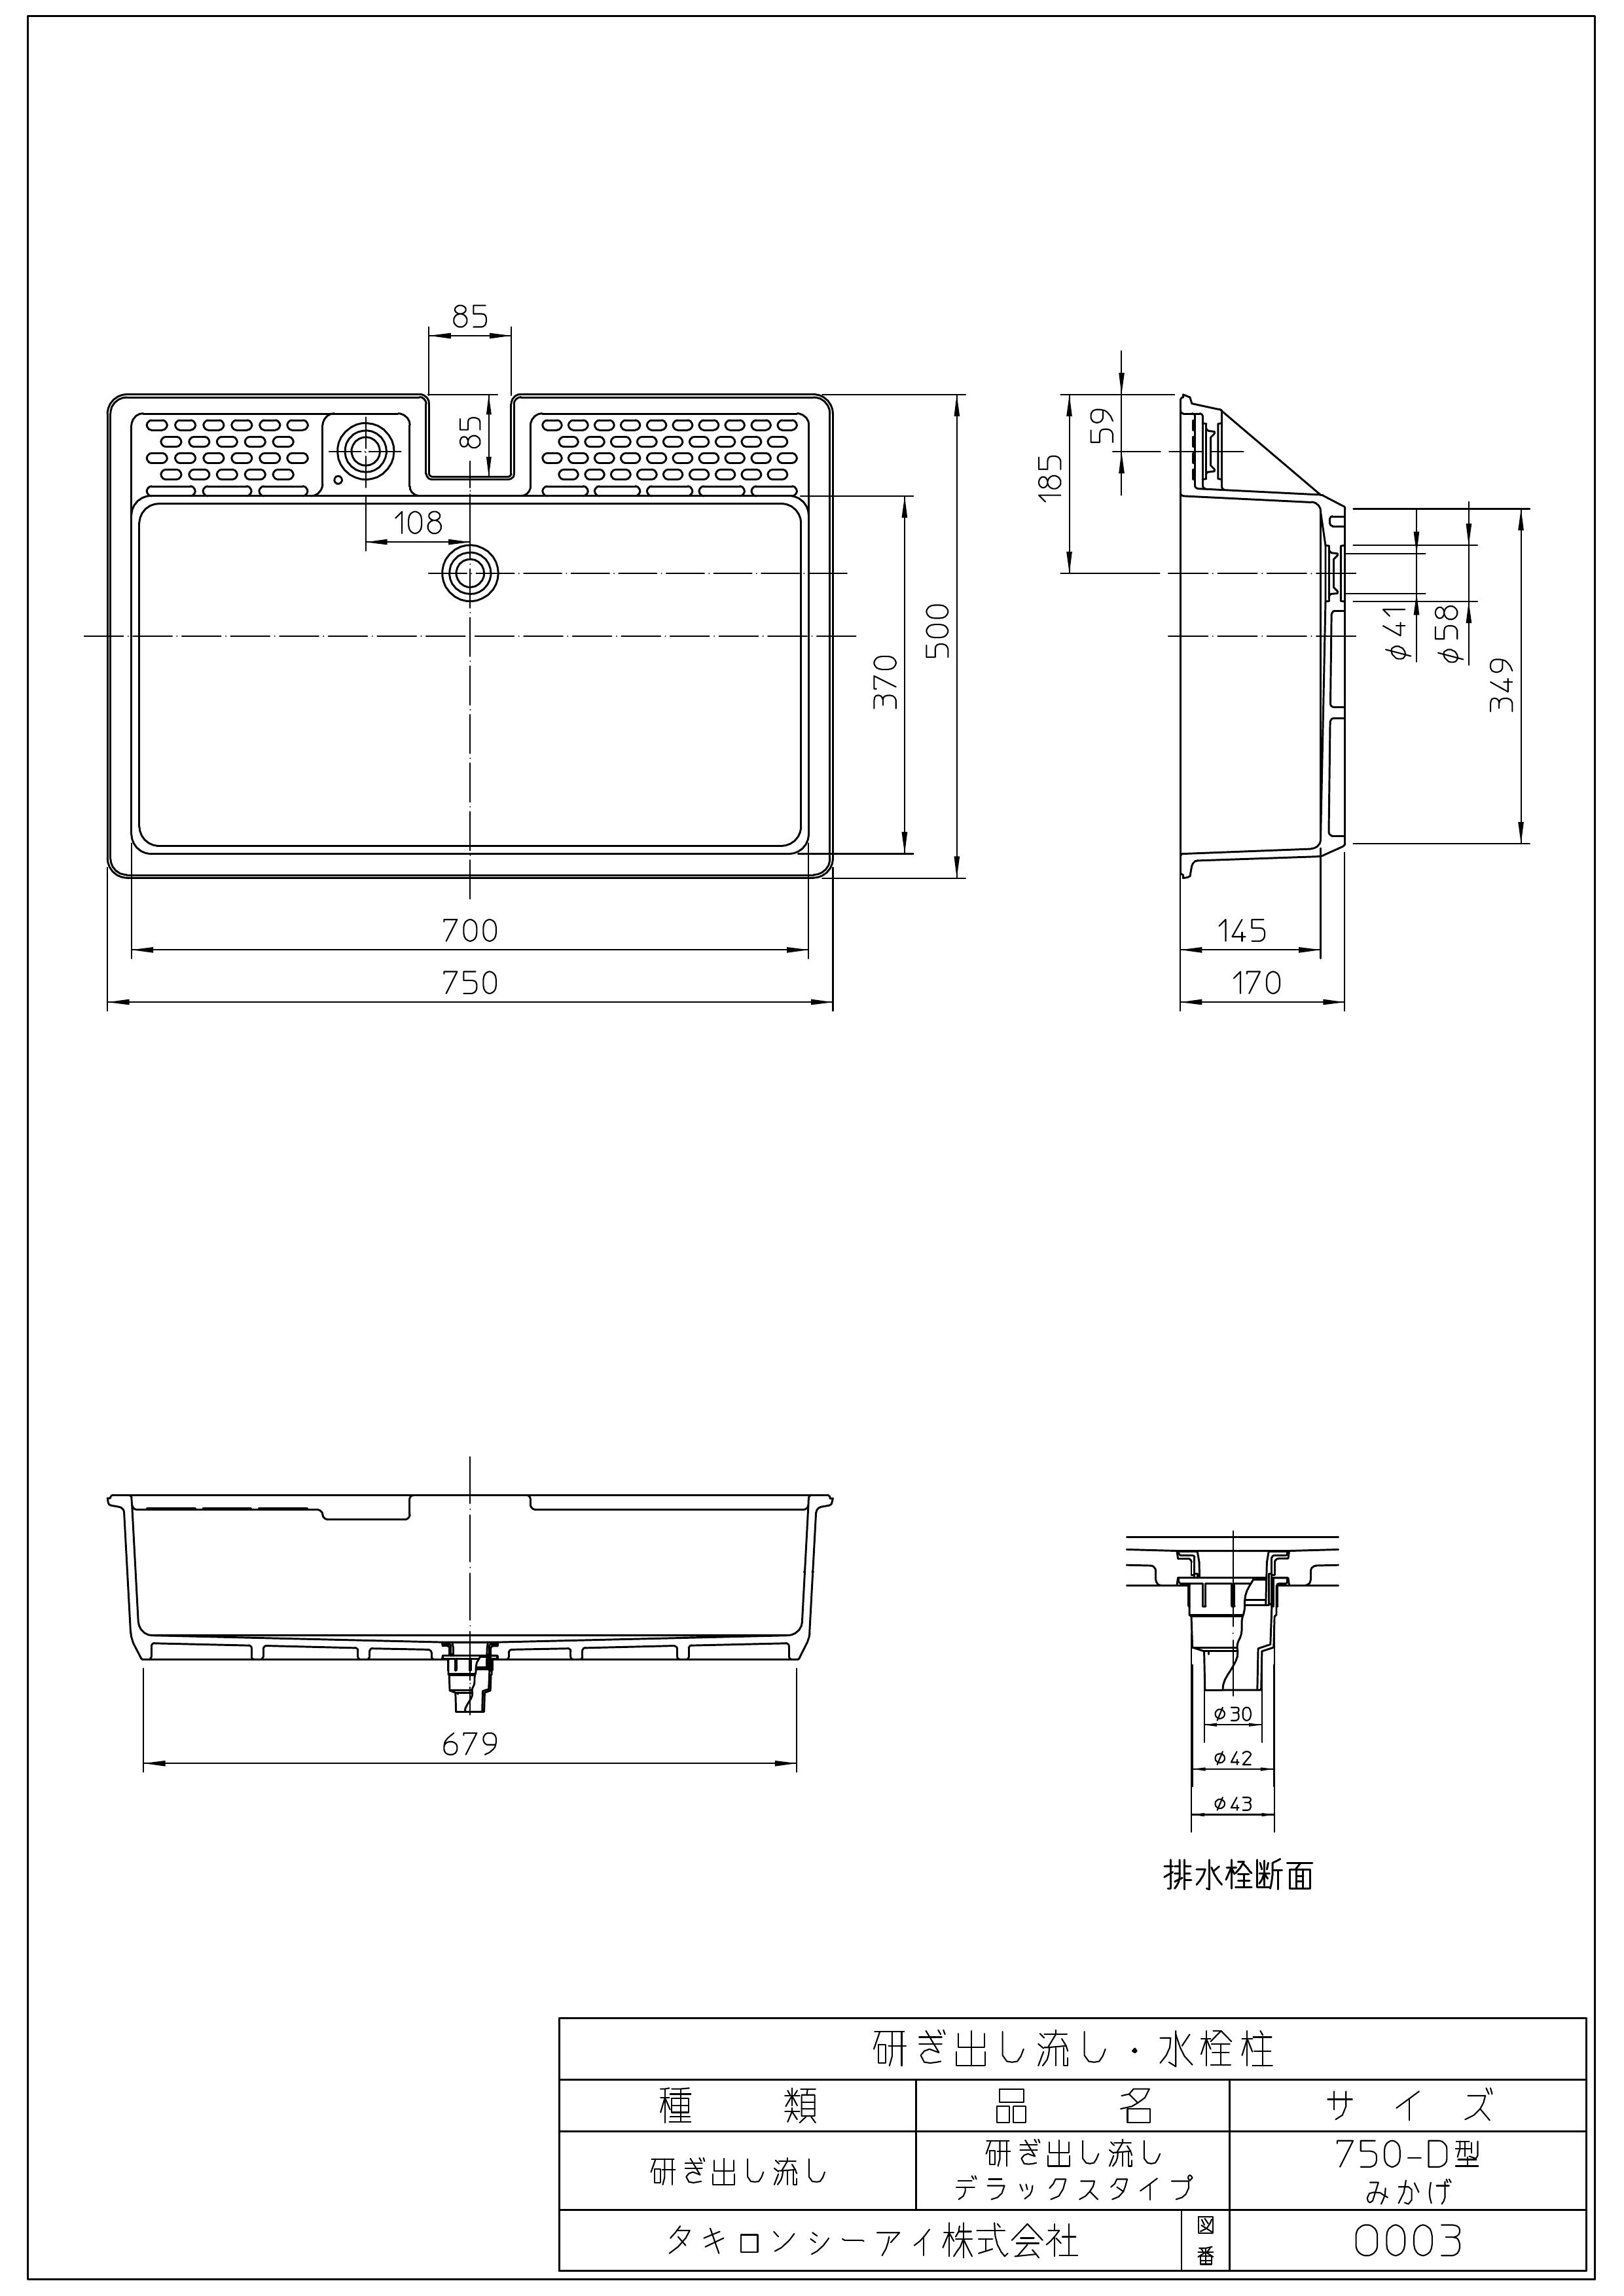 85
85
108
370
500
700
750
59
185
φ41
φ58
349
145
170
679
φ30
φ42
φ43
排水栓断面
研ぎ出し流し・水栓柱
種 類 品 名 サイズ
研ぎ出し流し
研ぎ出し流し
デラックスタイプ
750-D型
みかげ
タキロンシーアイ株式会社
図番
0003